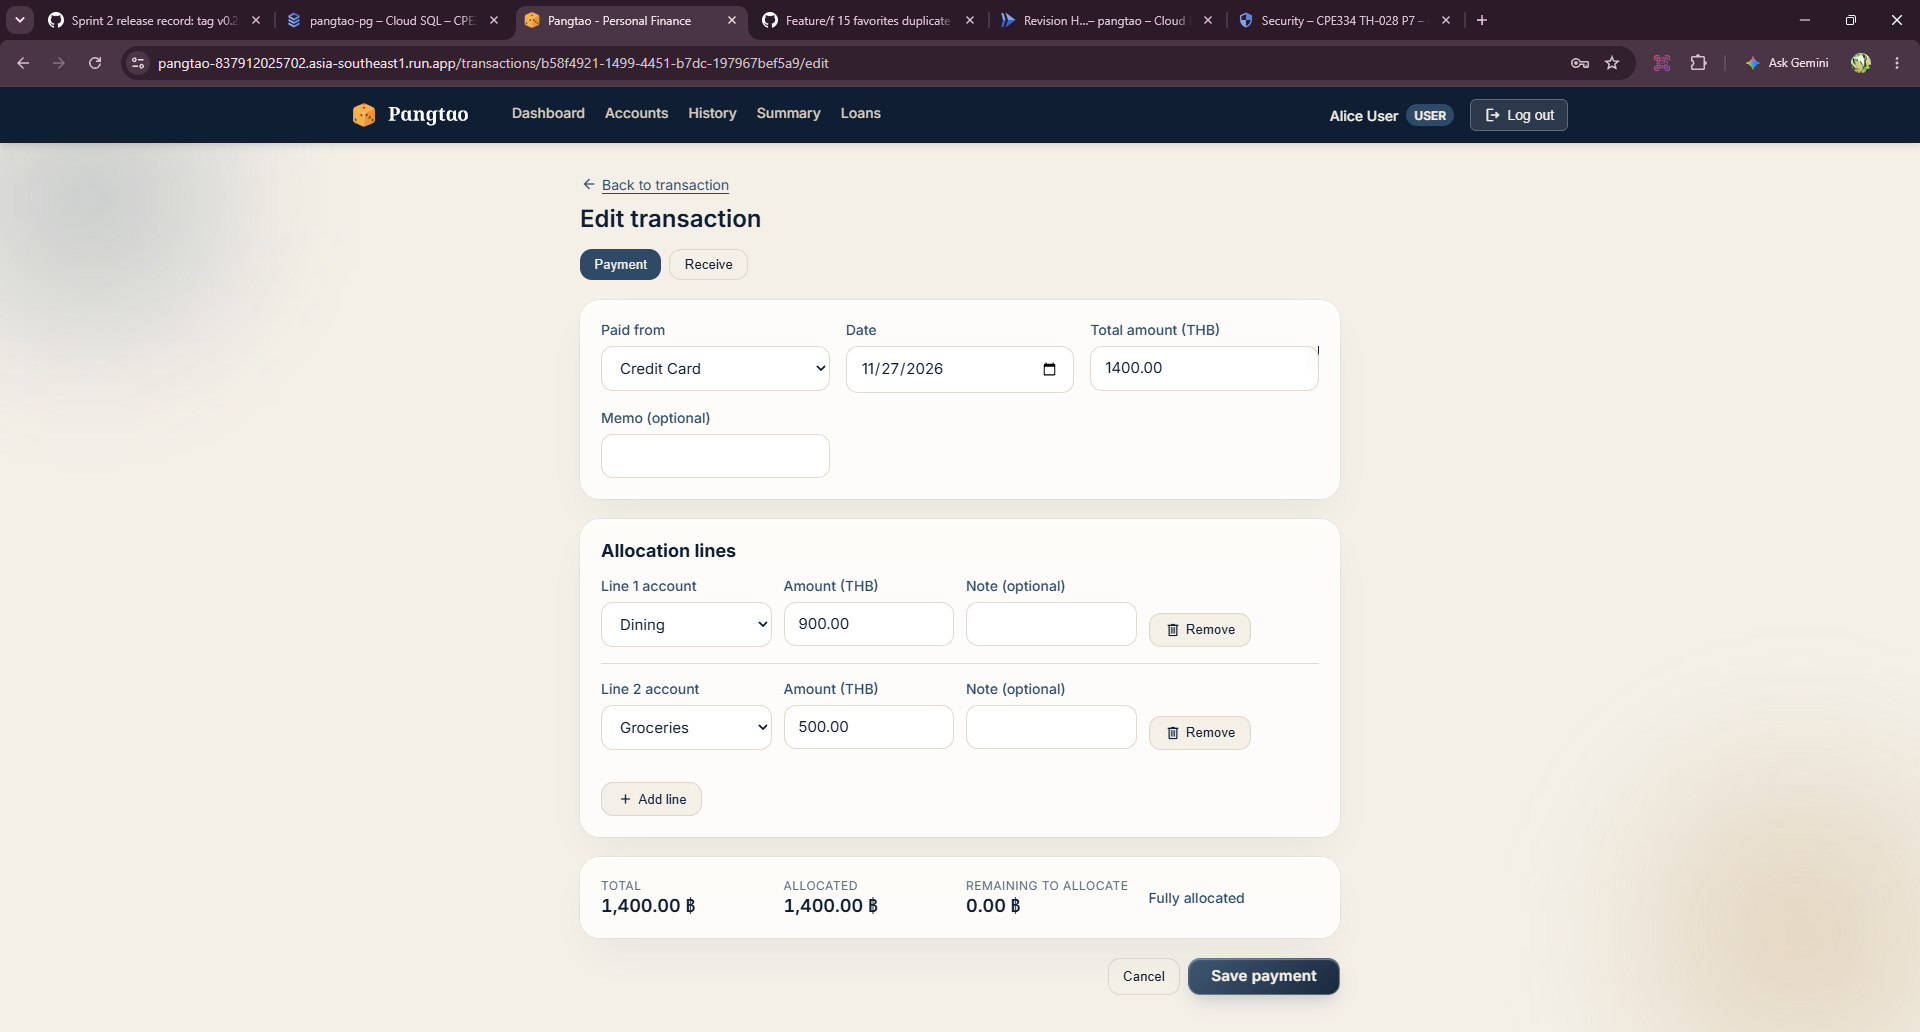 Sprint 2 release record: tag v0.2
pangtao-pg – Cloud SQL – CPE
Pangtao - Personal Finance
Feature/f 15 favorites duplicate
Revision H...– pangtao – Cloud
Security – CPE334 TH-028 P7 –
pangtao-837912025702.asia-southeast1.run.app/transactions/b58f4921-1499-4451-b7dc-197967bef5a9/edit
Ask Gemini
Pangtao
Dashboard
Accounts
History
Summary
Loans
Alice User
USER
Log out
Back to transaction
Edit transaction
Payment
Receive
Paid from
Date
Total amount (THB)
Credit Card
11/27/2026
1400.00
Memo (optional)
Allocation lines
Line 1 account
Amount (THB)
Note (optional)
Dining
900.00
Remove
Line 2 account
Amount (THB)
Note (optional)
Groceries
500.00
Remove
+ Add line
TOTAL
ALLOCATED
REMAINING TO ALLOCATE
1,400.00 ฿
1,400.00 ฿
0.00 ฿
Fully allocated
Cancel
Save payment